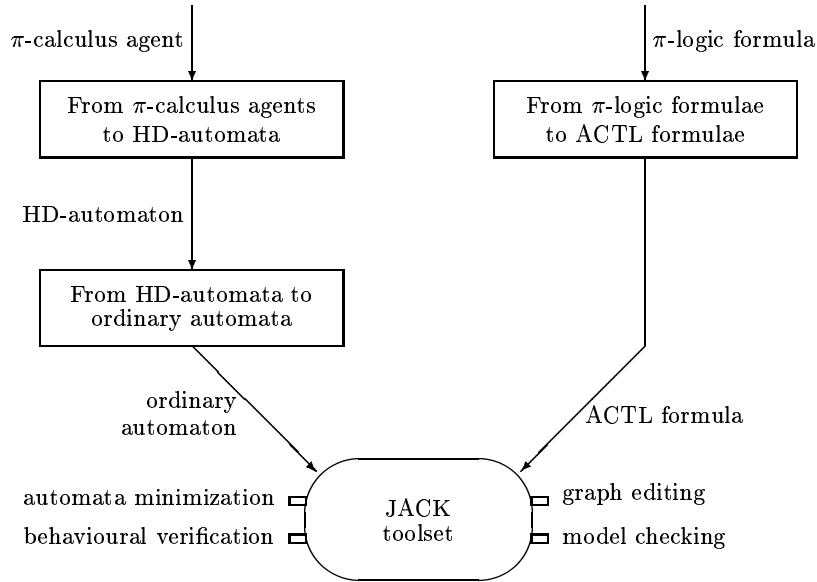 π-calculus agent
π-logic formula
From π-calculus agents
to HD-automata
From π-logic formulae
to ACTL formulae
HD-automaton
From HD-automata to
ordinary automata
ordinary
automaton
ACTL formula
automata minimization
behavioural verification
JACK
toolset
graph editing
model checking